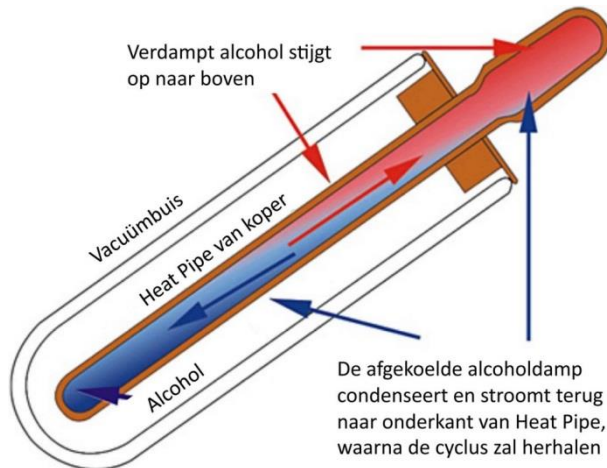 Verdampt alcohol stijgt
op naar boven
Vacuümbuis
Heat Pipe van koper
Alcohol
De afgekoelde alcoholdamp
condenseert en stroomt terug
naar onderkant van Heat Pipe,
waarna de cyclus zal herhalen